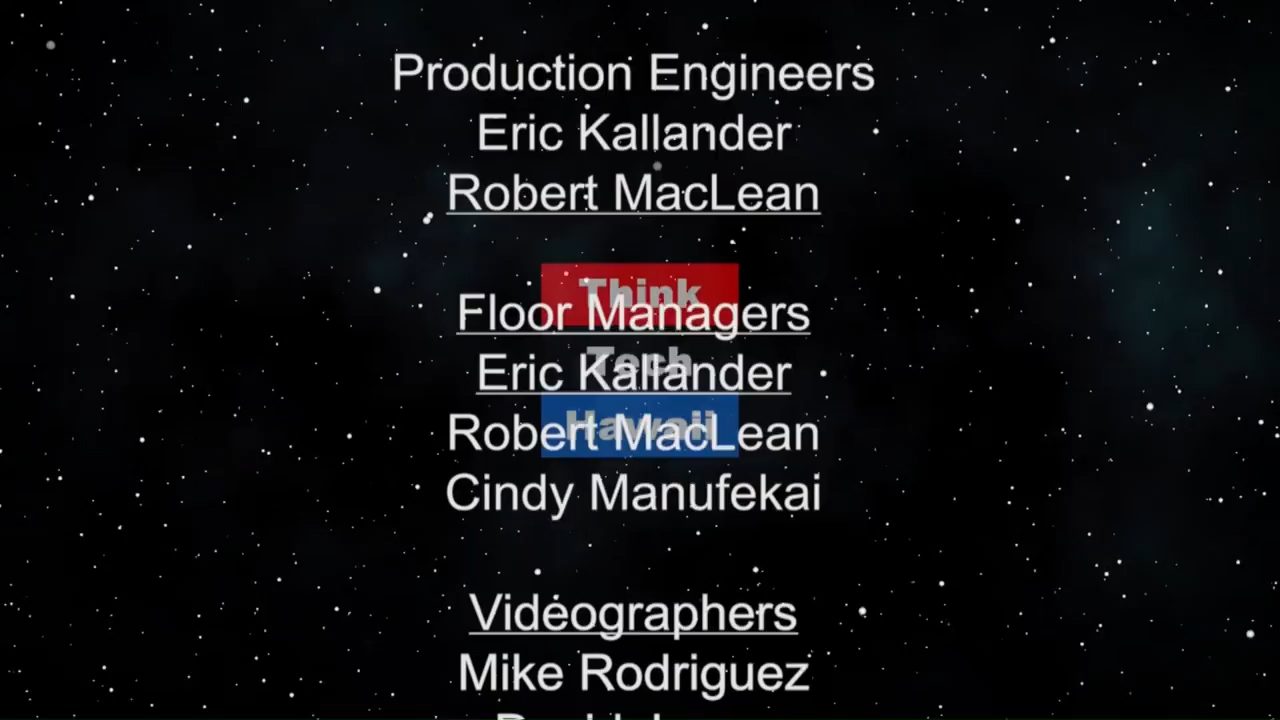 Production Engineers
Eric Kallander
Robert MacLean
Think
Floor Managers
Tech
Eric Kallander
Hawaii
Robert MacLean
Cindy Manufekai
Videographers
Mike Rodriguez